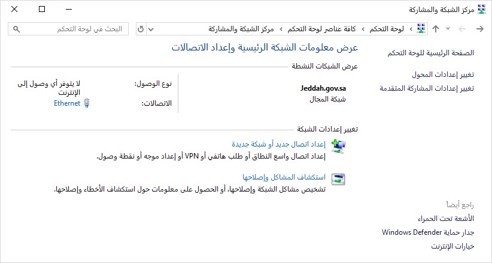 مركز الشبكة والمشاركة
لوحة التحكم
كافة عناصر لوحة التحكم
مركز الشبكة والمشاركة
البحث في لوحة التحكم
الصفحة الرئيسية للوحة التحكم
تغيير إعدادات المحول
تغيير إعدادات المشاركة المتقدمة
عرض معلومات الشبكة الرئيسية وإعداد الاتصالات
عرض الشبكات النشطة
Jeddah.gov.sa
شبكة المجال
نوع الوصول:
لا يتوفر أي وصول إلى
الإنترنت
الاتصالات:
Ethernet
تغيير إعدادات الشبكة
إعداد اتصال جديد أو شبكة جديدة
إعداد اتصال واسع النطاق أو طلب هاتفي أو VPN أو إعداد موجه أو نقطة وصول.
استكشاف المشاكل وإصلاحها
تشخيص مشاكل الشبكة وإصلاحها، أو الحصول على معلومات حول استكشاف الأخطاء وإصلاحها.
راجع أيضاً
الأشعة تحت الحمراء
جدار حماية Windows Defender
خيارات الإنترنت